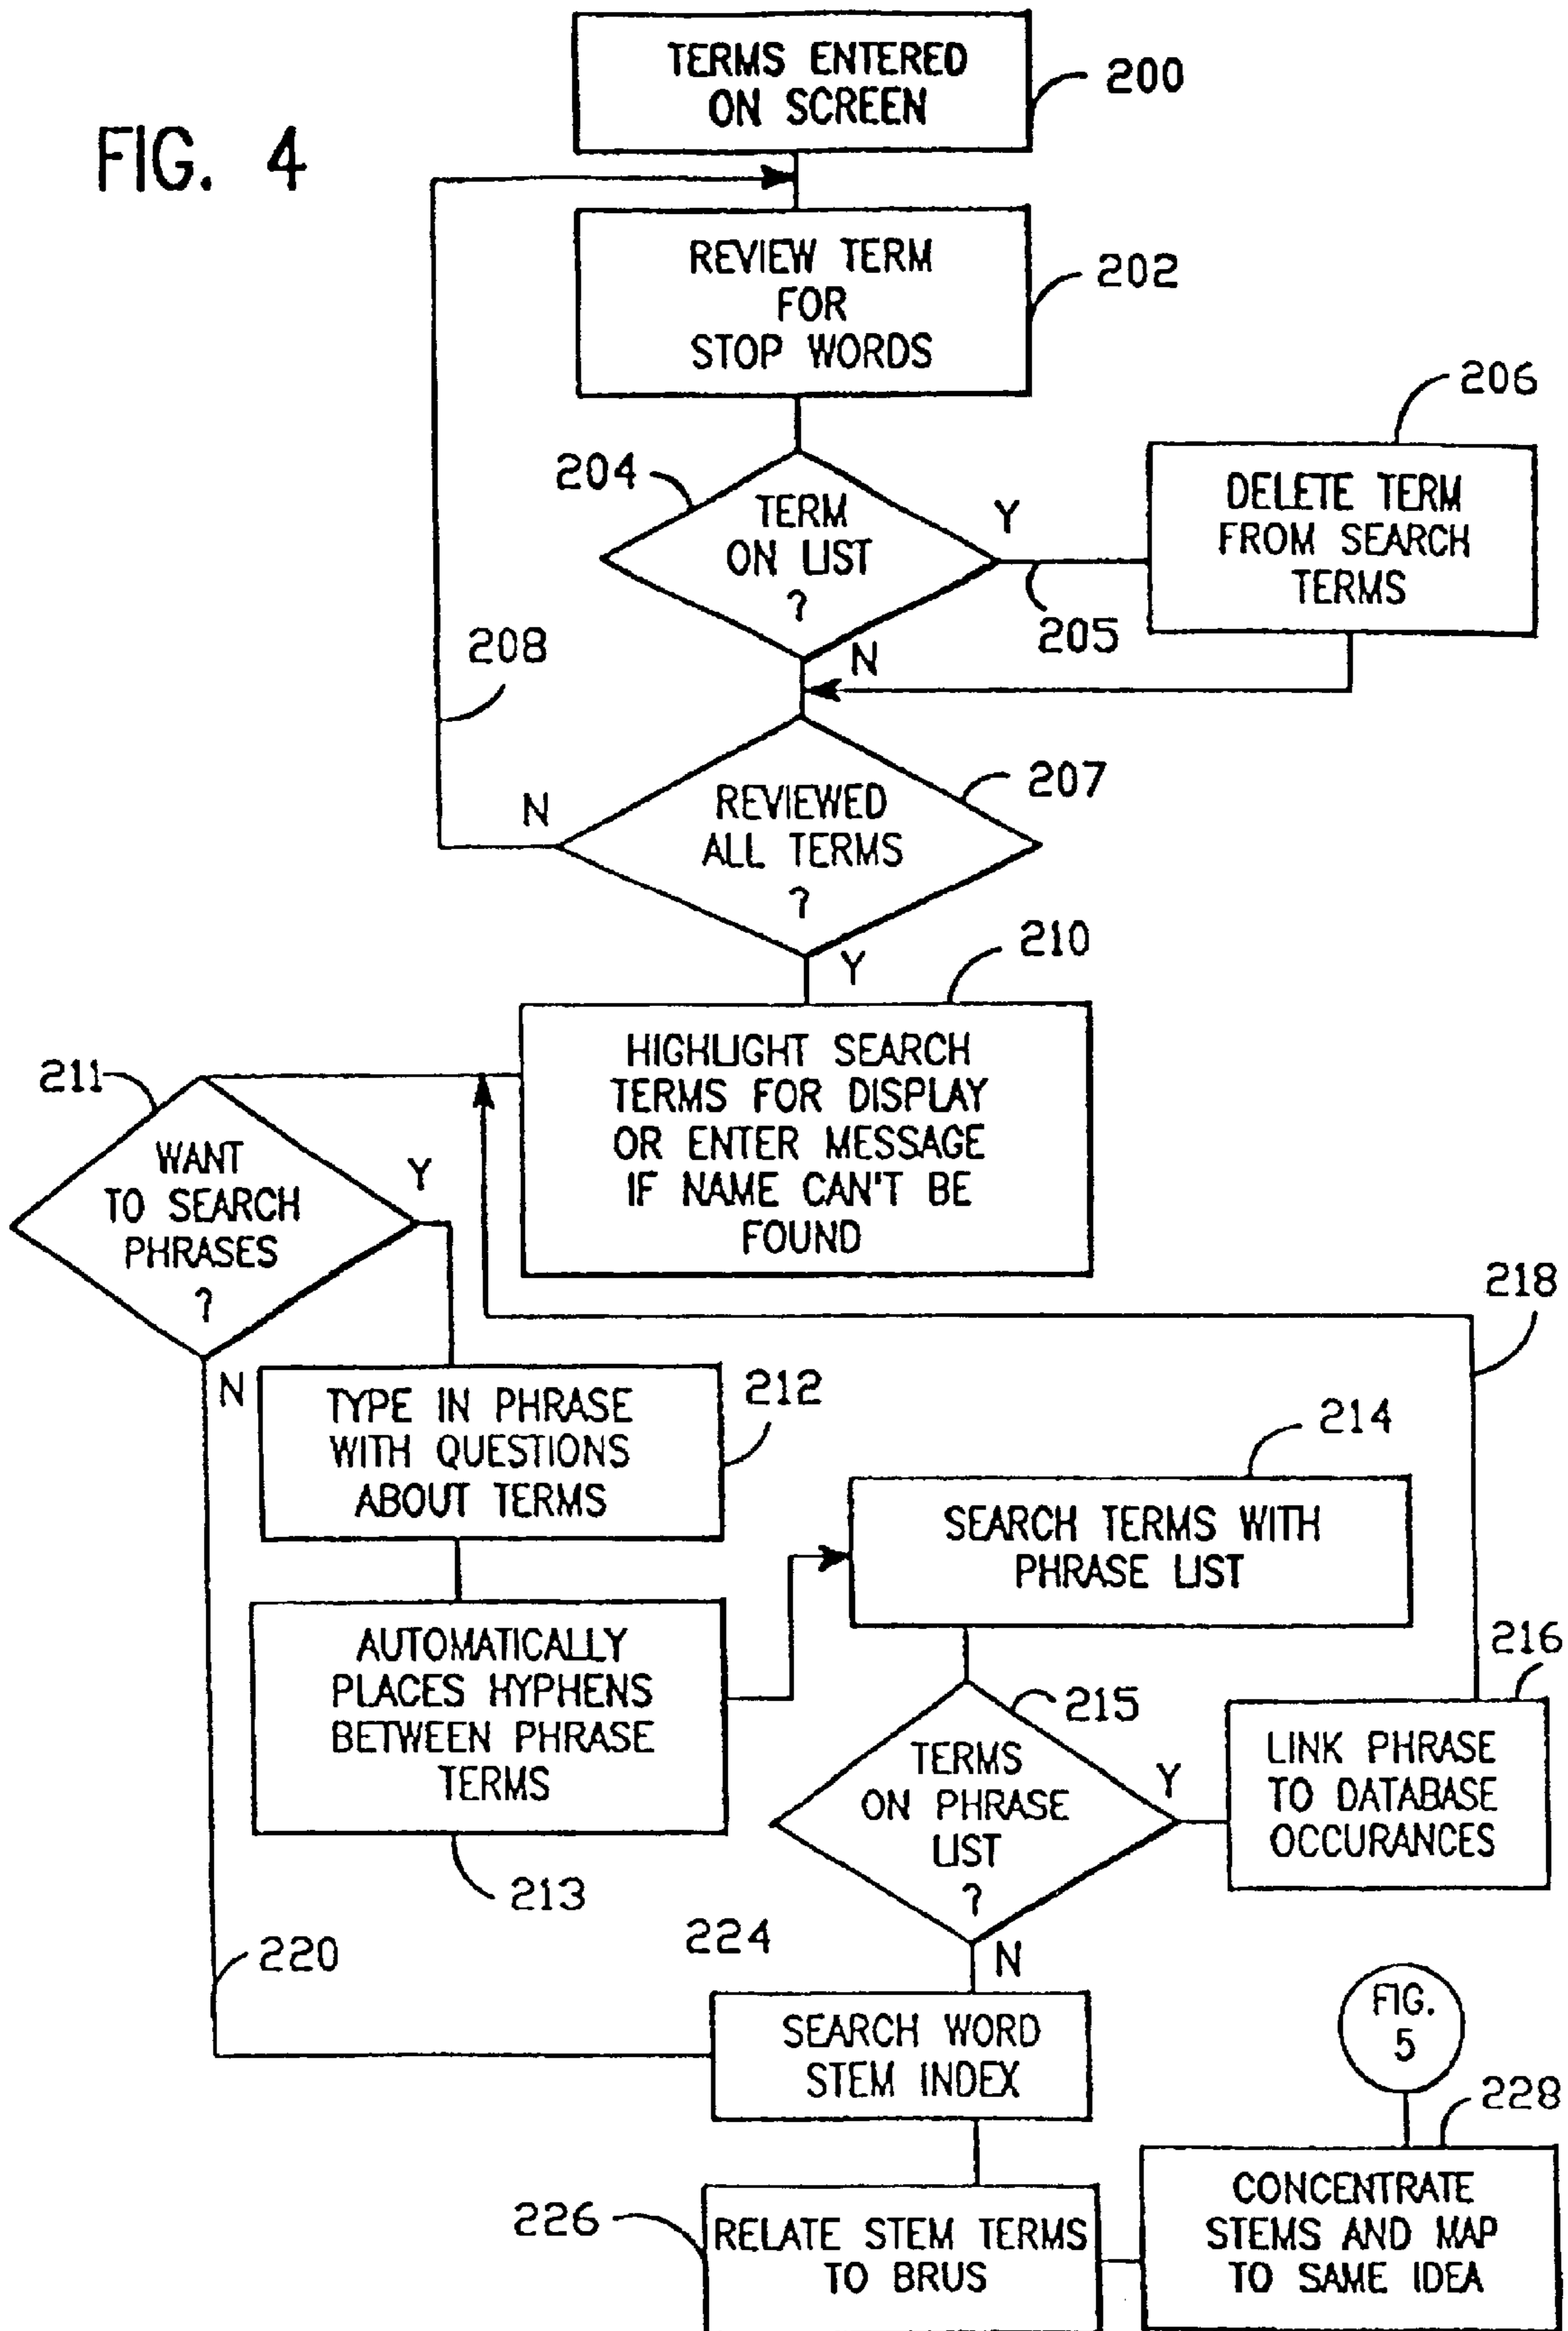 FIG. 4
TERMS ENTERED
ON SCREEN
200
REVIEW TERM
FOR
STOP WORDS
202
204
TERM
ON LIST
?
Y
205
206
DELETE TERM
FROM SEARCH
TERMS
N
208
207
REVIEWED
ALL TERMS
?
N
Y
210
HIGHLIGHT SEARCH
TERMS FOR DISPLAY
OR ENTER MESSAGE
IF NAME CAN'T BE
FOUND
211
WANT
TO SEARCH
PHRASES
?
Y
N
218
TYPE IN PHRASE
WITH QUESTIONS
ABOUT TERMS
212
214
SEARCH TERMS WITH
PHRASE LIST
AUTOMATICALLY
PLACES HYPHENS
BETWEEN PHRASE
TERMS
213
215
TERMS
ON PHRASE
LIST
?
Y
216
LINK PHRASE
TO DATABASE
OCCURANCES
N
220
224
SEARCH WORD
STEM INDEX
FIG.
5
226
RELATE STEM TERMS
TO BRUS
228
CONCENTRATE
STEMS AND MAP
TO SAME IDEA